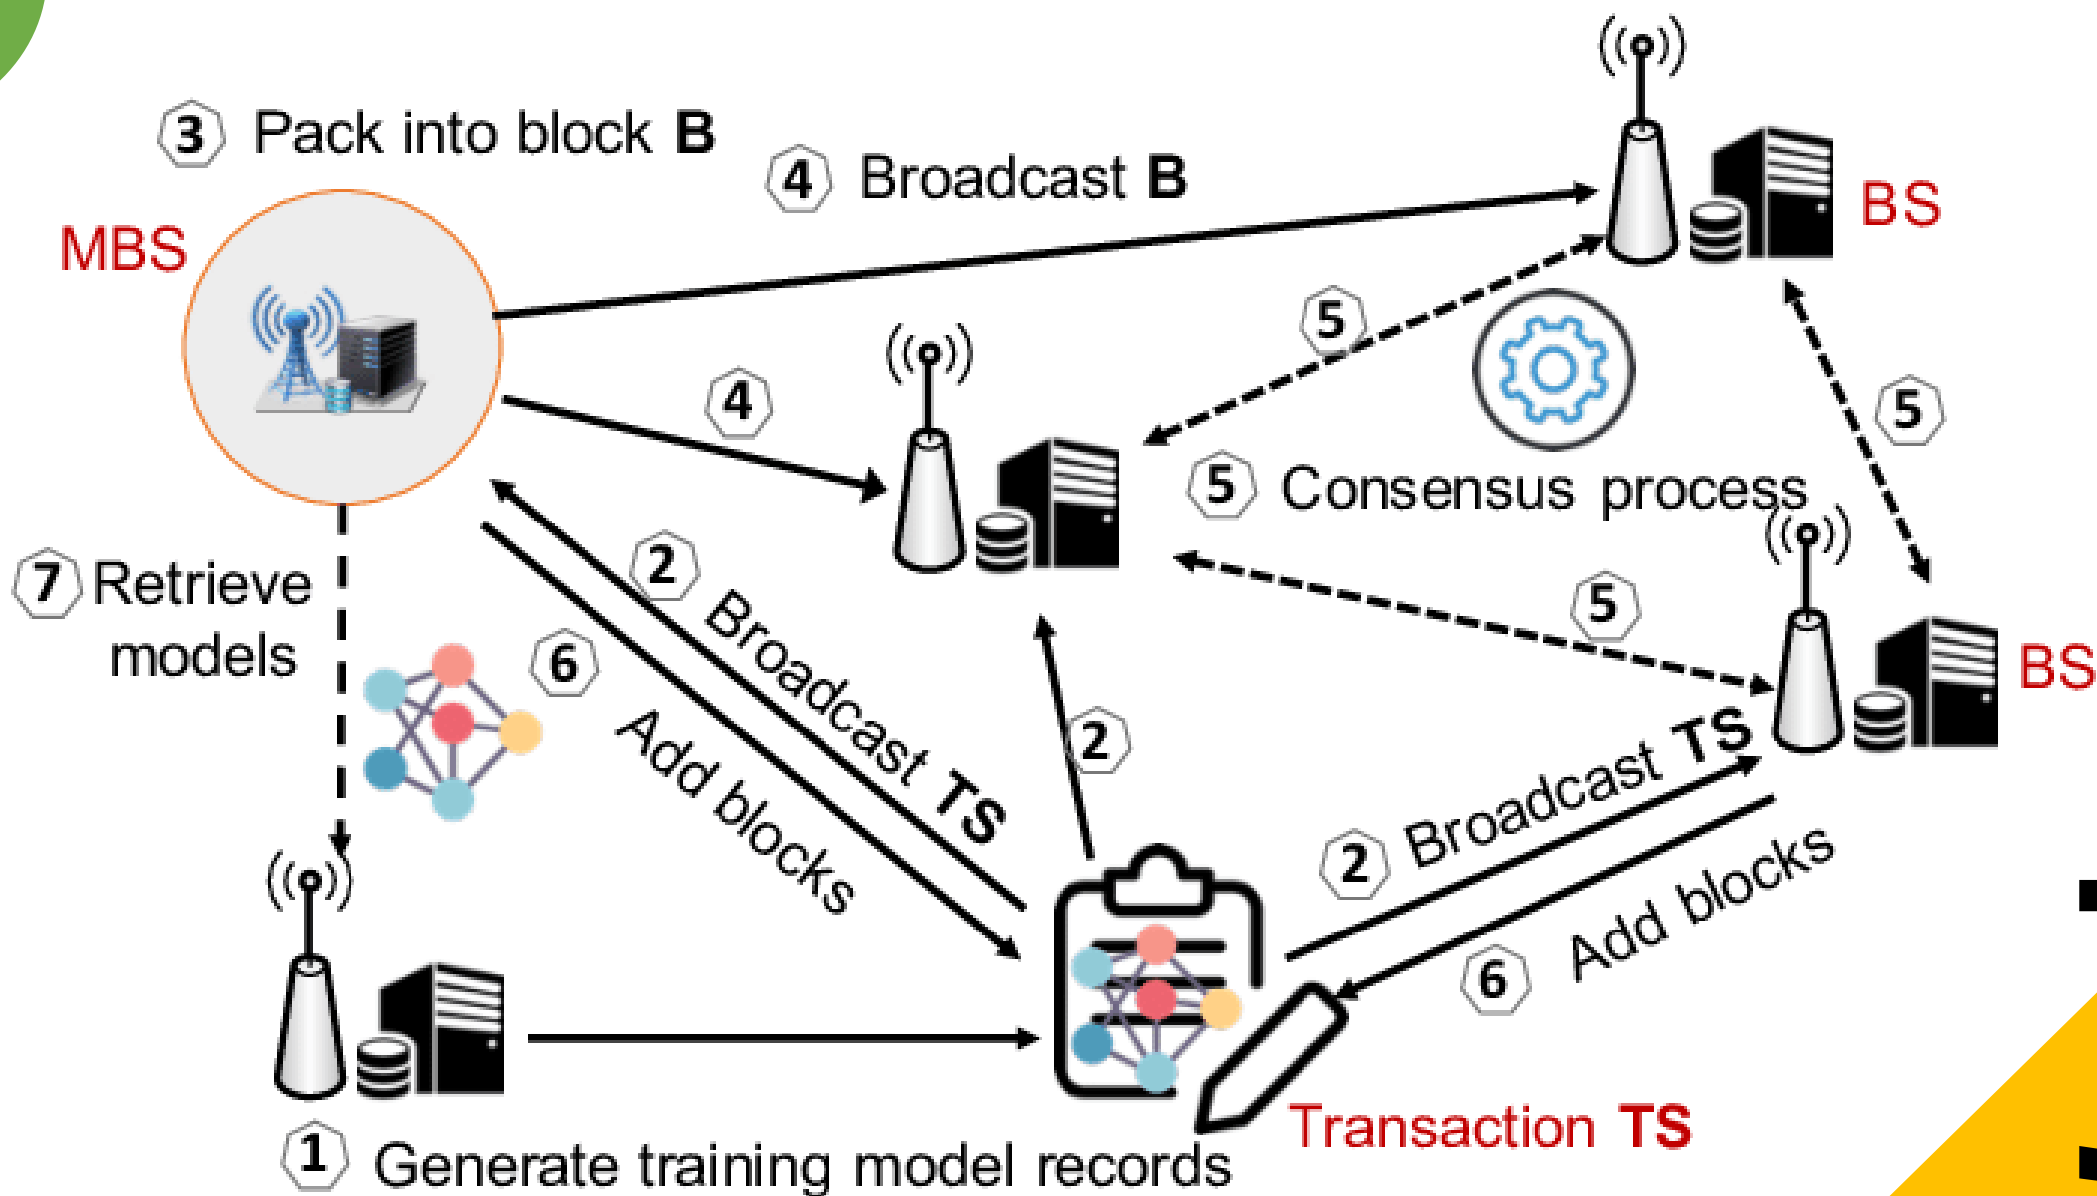 3 Pack into block B
4 Broadcast B
BS
MBS
5
4
5
5 Consensus process
2 Broadcast TS
7 Retrieve
models
5
6 Add blocks
BS
2
2 Broadcast TS
6 Add blocks
Transaction TS
1 Generate training model records